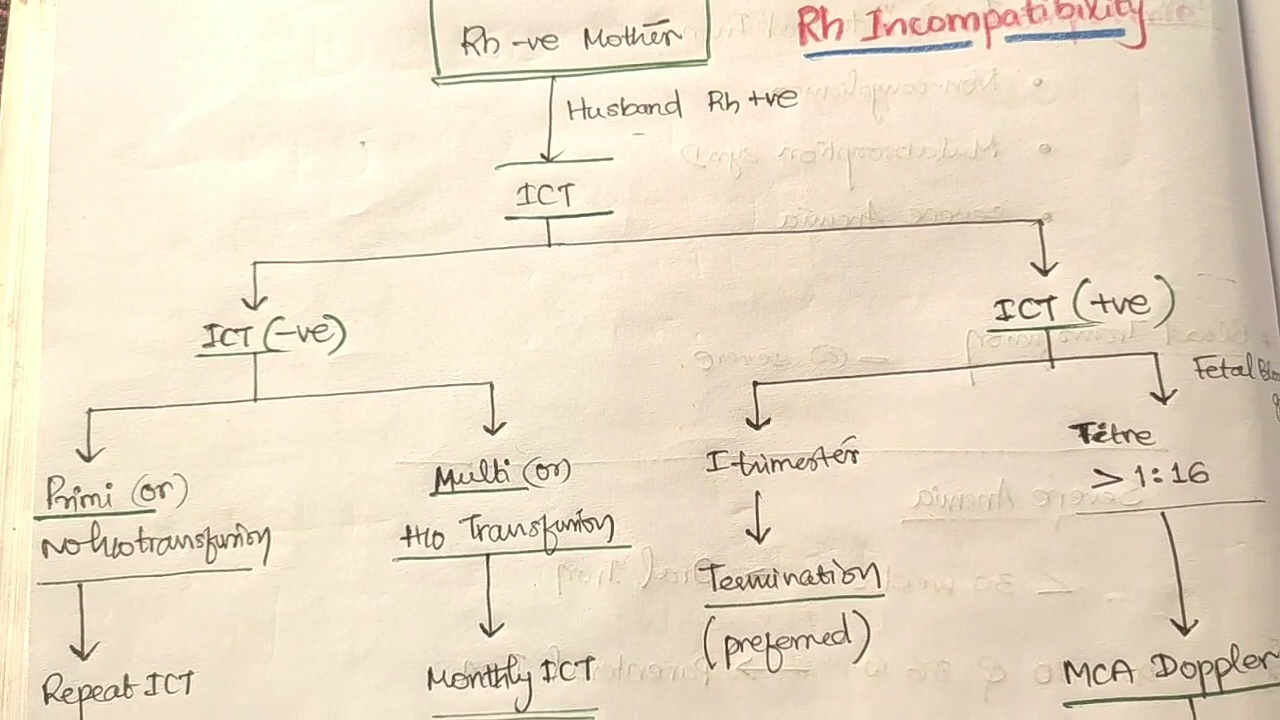 Rh Incompatibility
Rh -ve Mother
Husband Rh +ve
ICT
ICT (-ve)
ICT (+ve)
Fetal
Primi (or)
No h/o transfusion
Multi (or)
H/O Transfusion
I trimester
Titre
> 1:16
Termination
(preferred)
Repeat ICT
Monthly ICT
MCA Doppler